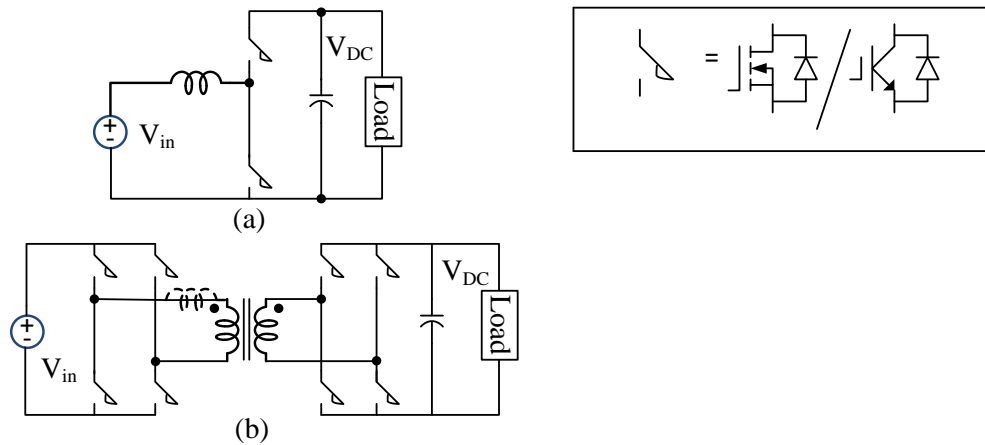 V_DC
Load
+
-
V_in
(a)
=
V_DC
Load
+
-
V_in
(b)